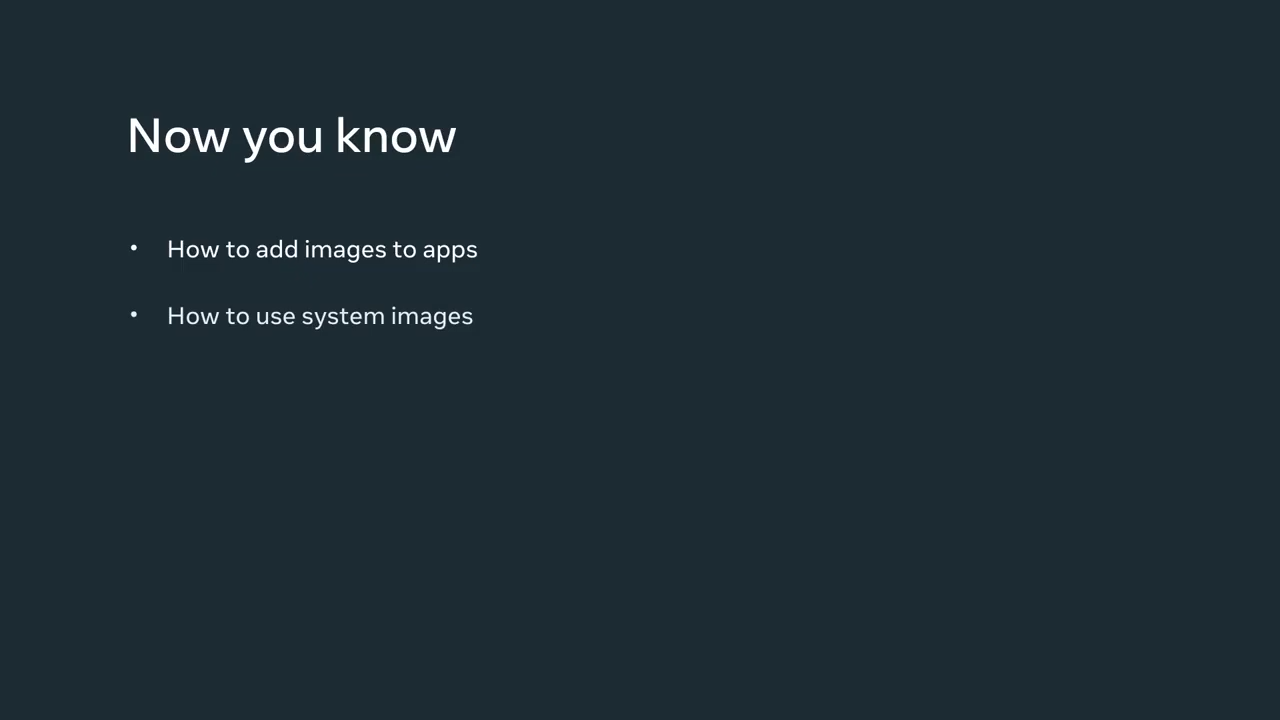 Now you know
• How to add images to apps
• How to use system images